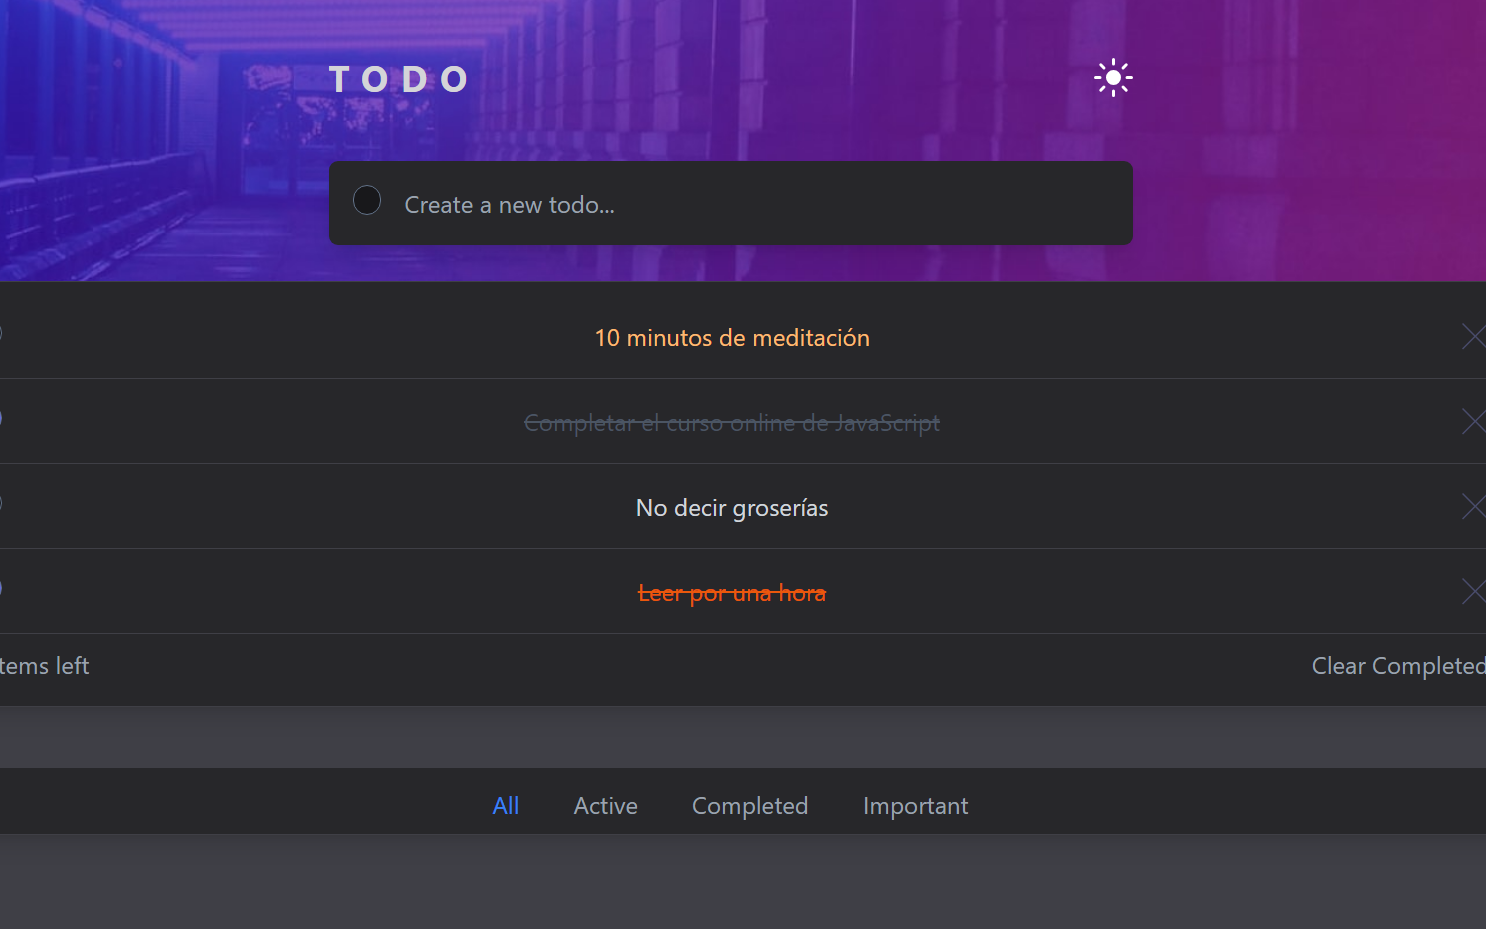 TODO
Create a new todo...
10 minutos de meditación
Completar el curso online de JavaScript
No decir groserías
Leer por una hora
left
Clear Completed
All Active Completed Important